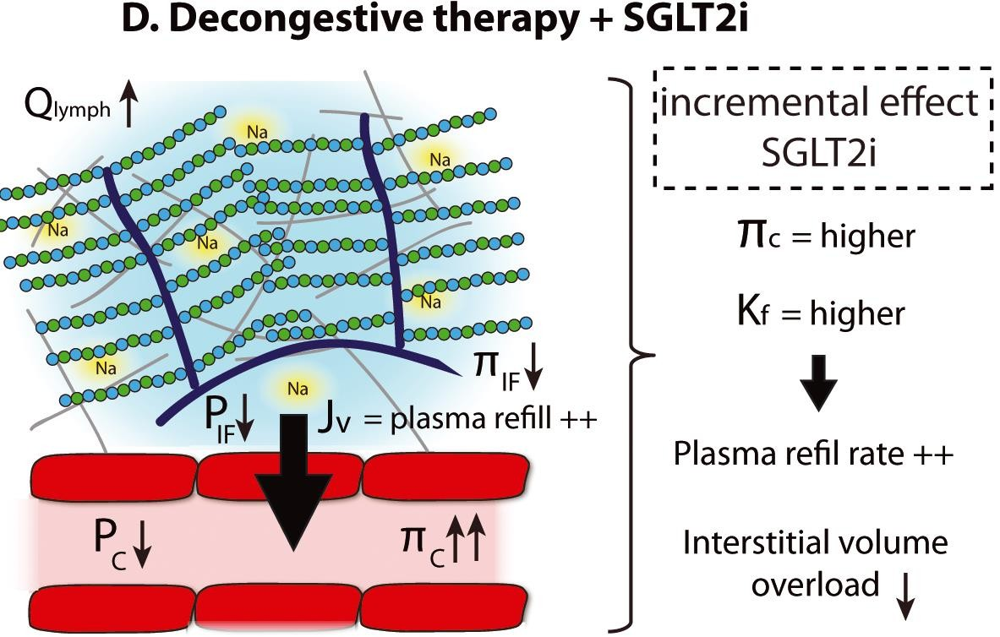 D. Decongestive therapy + SGLT2i
Qlymph ↑
Na
Na
Na
Na
Na
Na
Na
πIF ↓
PIF ↓
Jv = plasma refill ++
PC ↓
πC ↑↑
incremental effect
SGLT2i
πc = higher
Kf = higher
Plasma refil rate ++
Interstitial volume
overload ↓